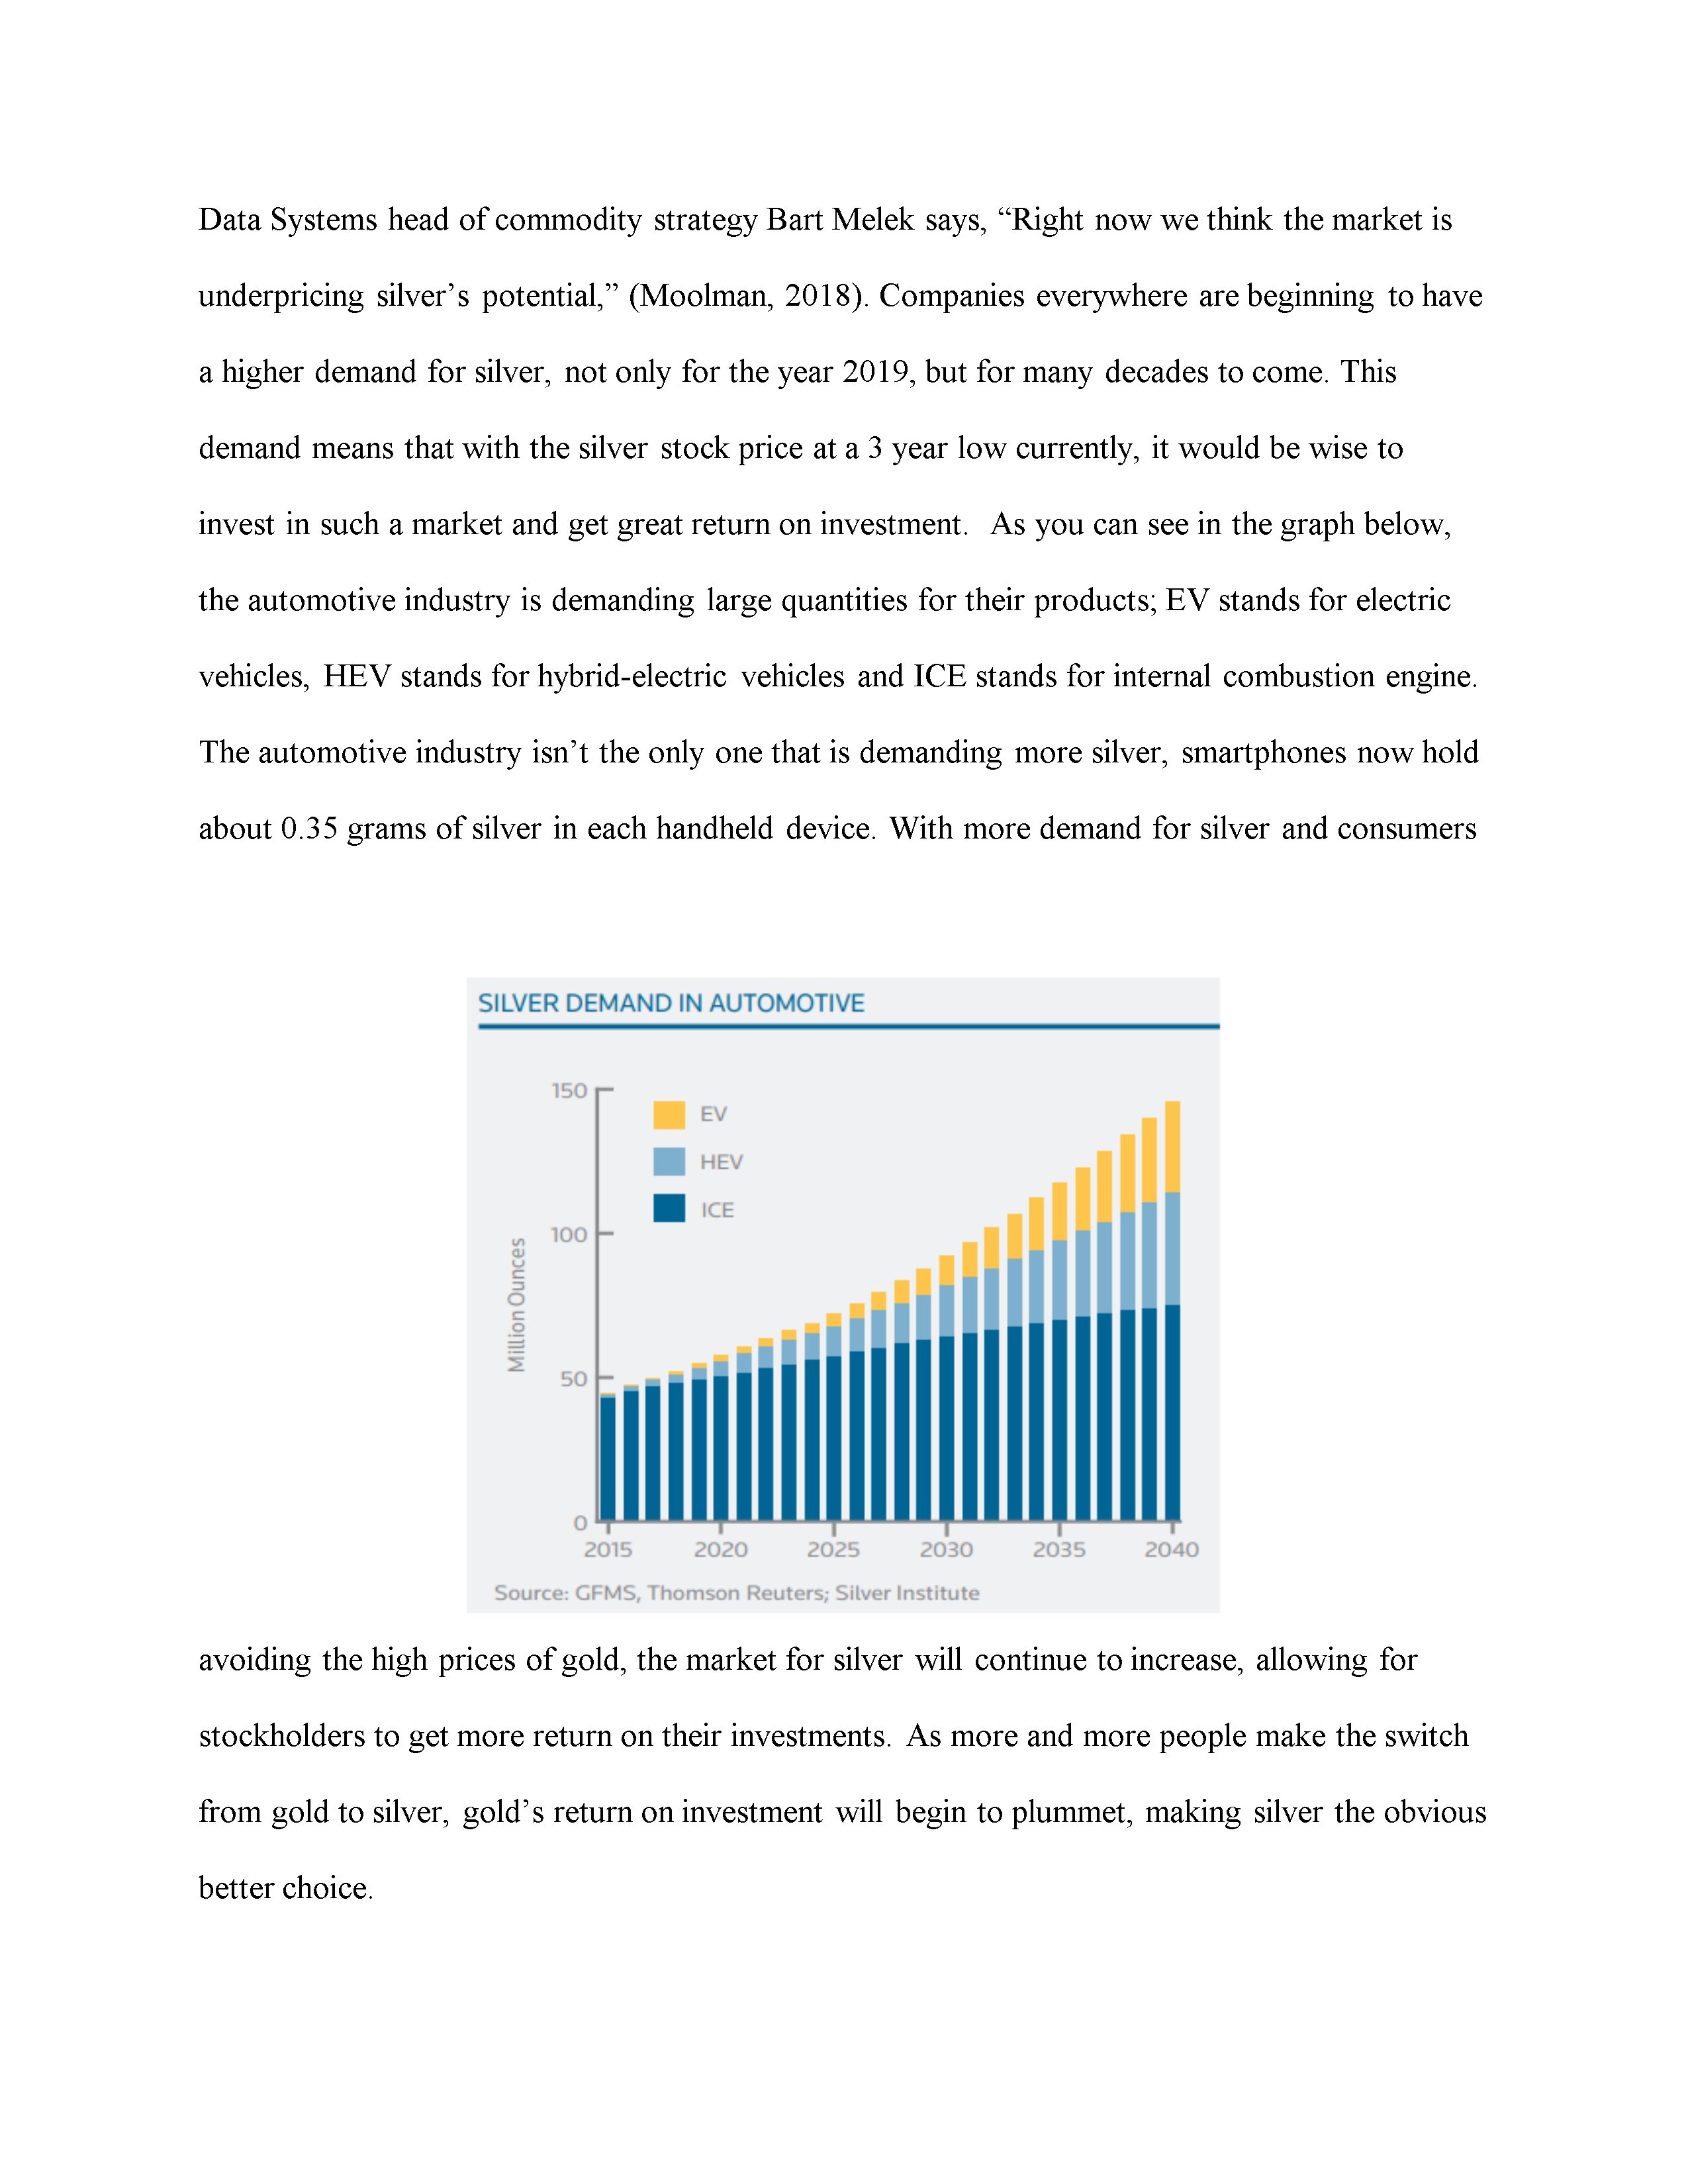 Data Systems head of commodity strategy Bart Melek says, “Right now we think the market is
underpricing silver’s potential,” (Moolman, 2018). Companies everywhere are beginning to have
a higher demand for silver, not only for the year 2019, but for many decades to come. This
demand means that with the silver stock price at a 3 year low currently, it would be wise to
invest in such a market and get great return on investment.  As you can see in the graph below,
the automotive industry is demanding large quantities for their products; EV stands for electric
vehicles, HEV stands for hybrid-electric vehicles and ICE stands for internal combustion engine.
The automotive industry isn’t the only one that is demanding more silver, smartphones now hold
about 0.35 grams of silver in each handheld device. With more demand for silver and consumers
SILVER DEMAND IN AUTOMOTIVE
150
EV
HEV
ICE
100
Million Ounces
50
0
2015 2020 2025 2030 2035 2040
Source: GFMS, Thomson Reuters; Silver Institute
avoiding the high prices of gold, the market for silver will continue to increase, allowing for
stockholders to get more return on their investments.  As more and more people make the switch
from gold to silver, gold’s return on investment will begin to plummet, making silver the obvious
better choice.